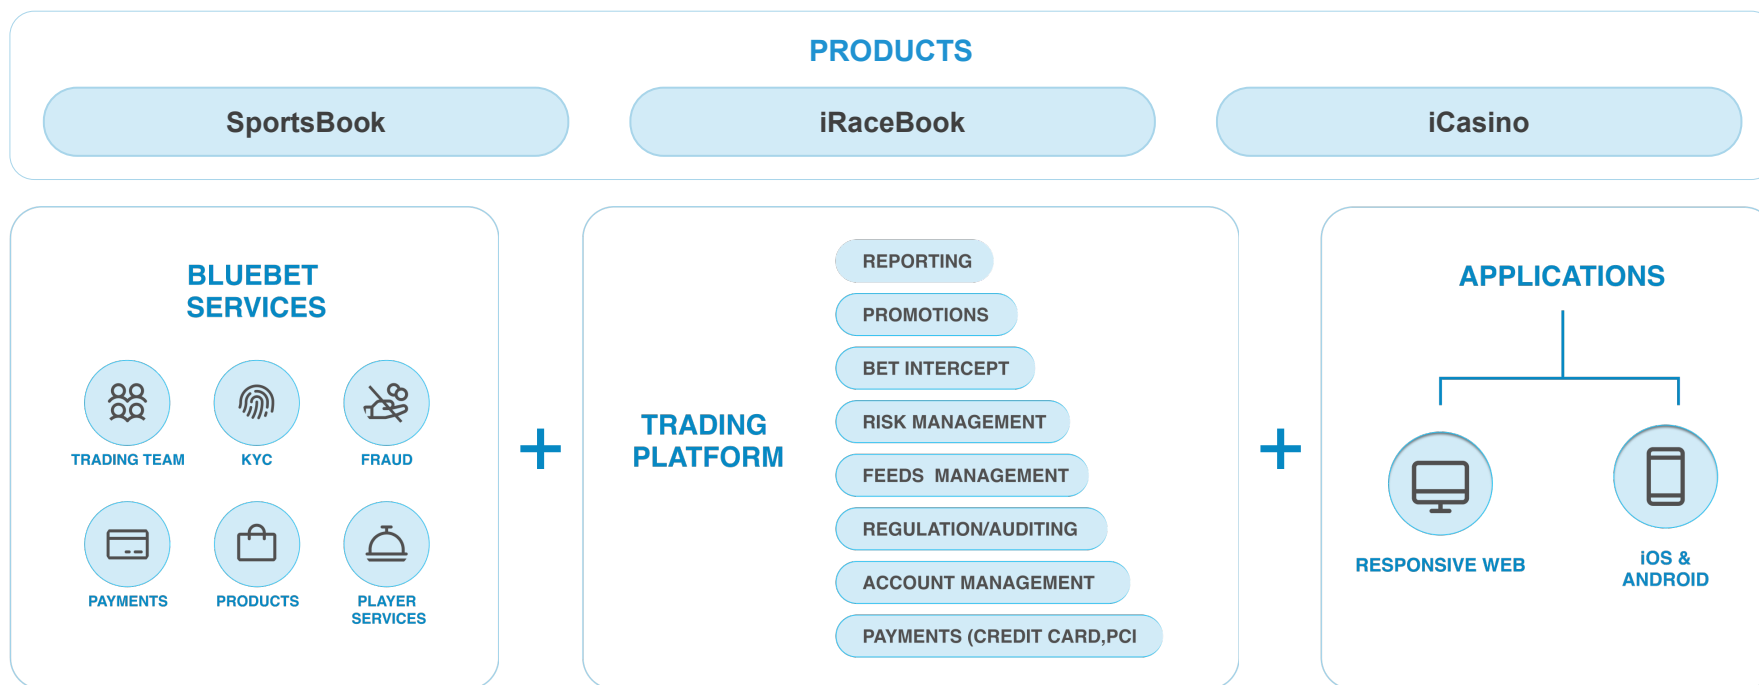 PRODUCTS
SportsBook
iRaceBook
iCasino
BLUEBET
SERVICES
TRADING TEAM
KYC
FRAUD
PAYMENTS
PRODUCTS
PLAYER
SERVICES
+
TRADING
PLATFORM
REPORTING
PROMOTIONS
BET INTERCEPT
RISK MANAGEMENT
FEEDS MANAGEMENT
REGULATION/AUDITING
ACCOUNT MANAGEMENT
PAYMENTS (CREDIT CARD,PCI
+
APPLICATIONS
RESPONSIVE WEB
iOS &
ANDROID